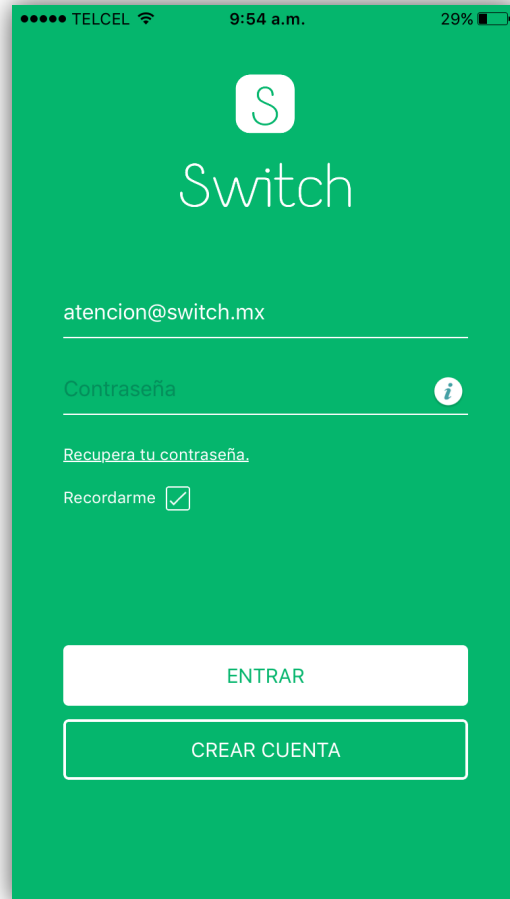 TELCEL 9:54 a.m. 29%
S
Switch
atencion@switch.mx
Contraseña
i
Recupera tu contraseña.
Recordarme
ENTRAR
CREAR CUENTA